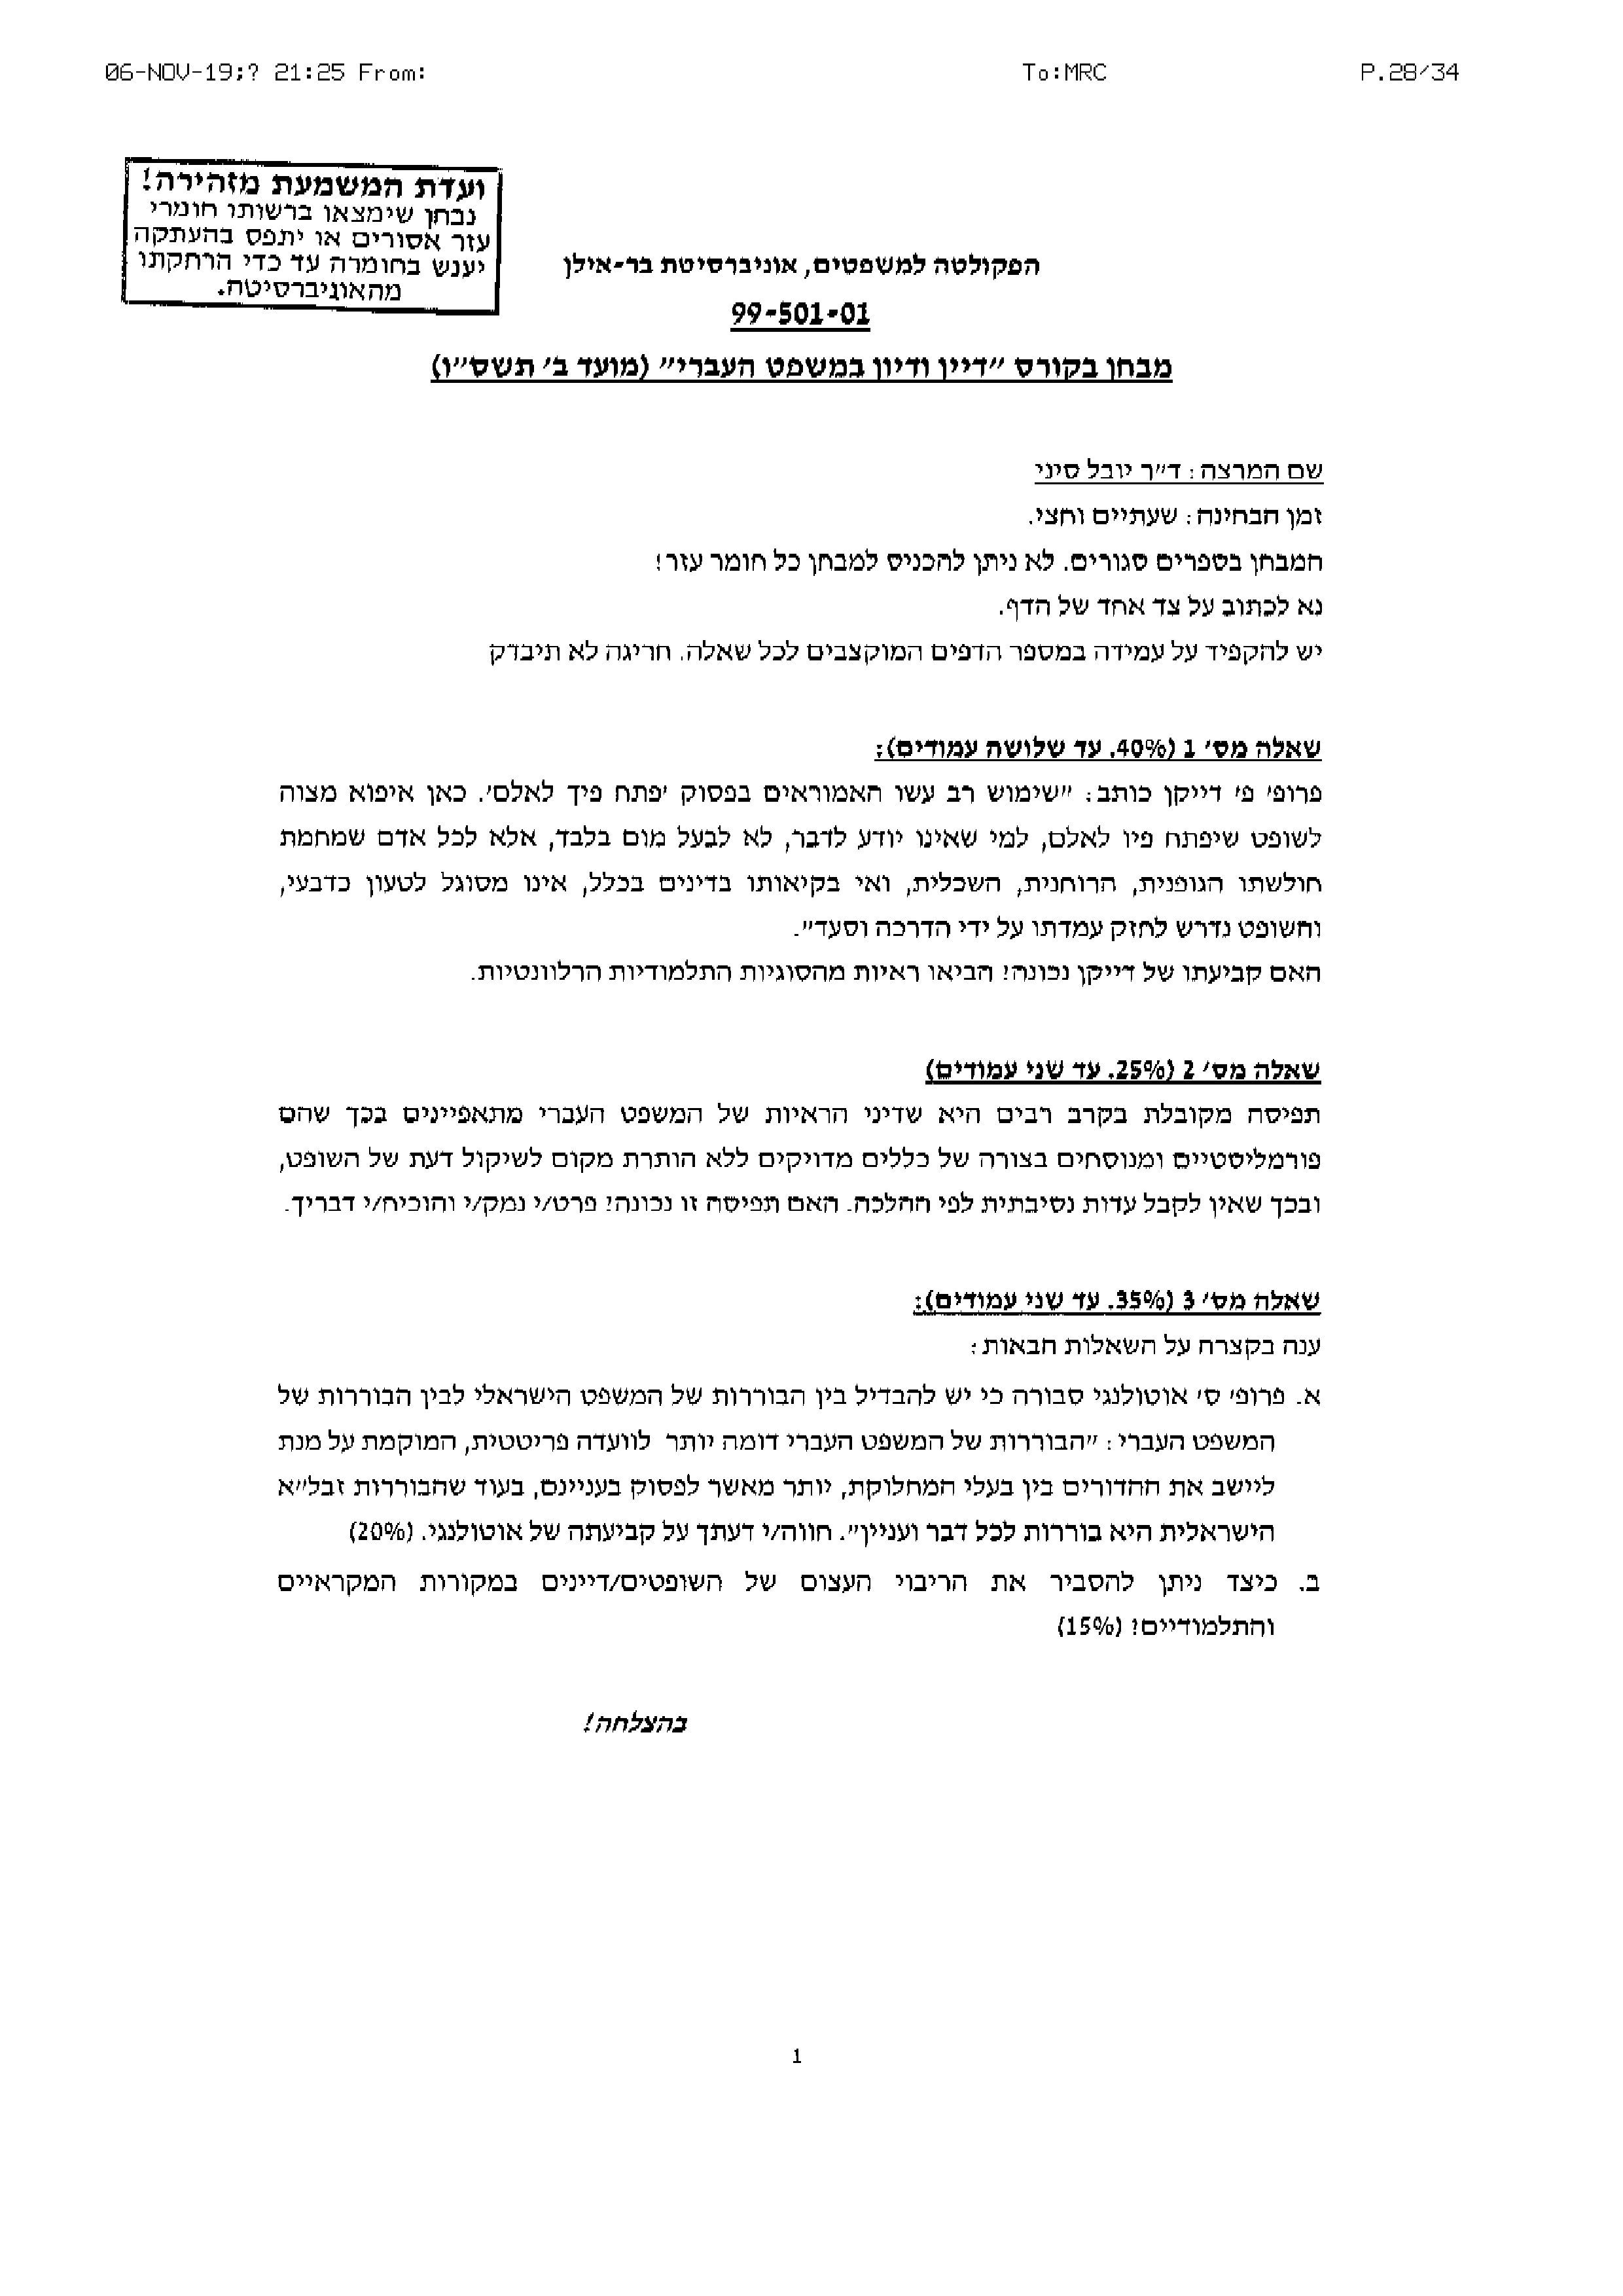 06-NOV-19;? 21:25 From: To:MRC P.28/34
ועדת המשמעת מזהירה!
נבחן שימצאו ברשותו חומרי
עזר אסורים או יתפס בהעתקה
יענש בחומרה עד כדי הרחקתו
מהאוניברסיטה.
הפקולטה למשפטים, אוניברסיטת בר-אילן
99-501-01
מבחן בקורס "דיין ודיון במשפט העברי" (מועד ב' תשס"ו)
שם המרצה: ד"ר יובל סיני
זמן הבחינה: שעתיים וחצי.
המבחן בספרים סגורים. לא ניתן להכניס למבחן כל חומר עזר!
נא לכתוב על צד אחד של הדף.
יש להקפיד על עמידה במספר הדפים המוקצבים לכל שאלה. חריגה לא תיבדק
שאלה מס' 1 (40%. עד שלושה עמודים):
פרופ' פ' דייקן כותב: "שימוש רב עשו האמוראים בפסוק 'פתח פיך לאלם'. כאן איפוא מצוה
לשופט שיפתח פיו לאלם, למי שאינו יודע לדבר, לא לבעל מום בלבד, אלא לכל אדם שמחמת
חולשתו הגופנית, הרוחנית, השכלית, ואי בקיאותו בדינים בכלל, אינו מסוגל לטעון כדבעי,
והשופט נדרש לחזק עמדתו על ידי הדרכה וסעד".
האם קביעתו של דייקן נכונה? הביאו ראיות מהסוגיות התלמודיות הרלוונטיות.
שאלה מס' 2 (25%. עד שני עמודים)
תפיסה מקובלת בקרב רבים היא שדיני הראיות של המשפט העברי מתאפיינים בכך שהם
פורמליסטיים ומנוסחים בצורה של כללים מדויקים ללא הותרת מקום לשיקול דעת של השופט,
ובכך שאין לקבל עדות נסיבתית לפי ההלכה. האם תפיסה זו נכונה? פרט/י נמק/י והוכיח/י דבריך.
שאלה מס' 3 (35%. עד שני עמודים):
ענה בקצרה על השאלות הבאות:
א. פרופ' ס' אוטולנגי סבורה כי יש להבדיל בין הבוררות של המשפט הישראלי לבין הבוררות של
המשפט העברי: "הבוררות של המשפט העברי דומה יותר לוועדה פריטטית, המוקמת על מנת
ליישב את ההדורים בין בעלי המחלוקת, יותר מאשר לפסוק בעניינם, בעוד שהבוררות זבל"א
הישראלית היא בוררות לכל דבר ועניין". חווה/י דעתך על קביעתה של אוטולנגי. (20%)
ב. כיצד ניתן להסביר את הריבוי העצום של השופטים/דיינים במקורות המקראיים
והתלמודיים? (15%)
בהצלחה!
1